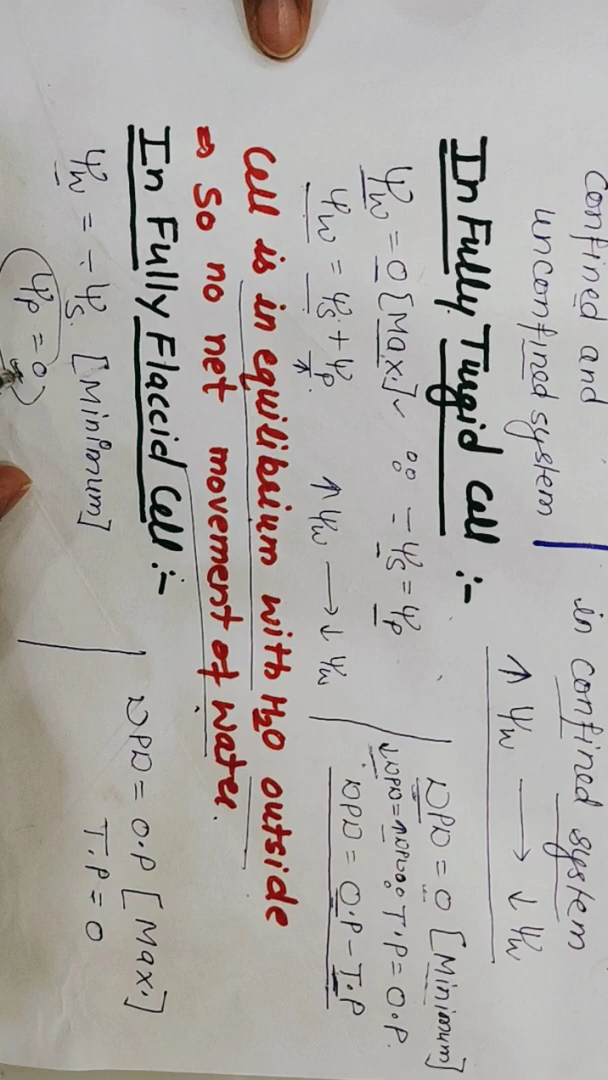 Confined and
unconfined system
in confined system
↑ Ψw ⟶ ↓ Ψw
In Fully Turgid Cell :-
Ψw = 0 [Max.] ∵ -Ψs = Ψp
DPD = 0 [Minimum]
∵ T.P = O.P.
Ψw = Ψs + Ψp
↑ Ψw ⟶ ↓ Ψw
DPD = O.P - T.P
Cell is in equilibrium with H2O outside
⇒ So no net movement of Water.
In Fully Flaccid Cell :-
Ψw = -Ψs. [Minimum]
DPD = O.P [Max.]
Ψp = 0
T.P = 0